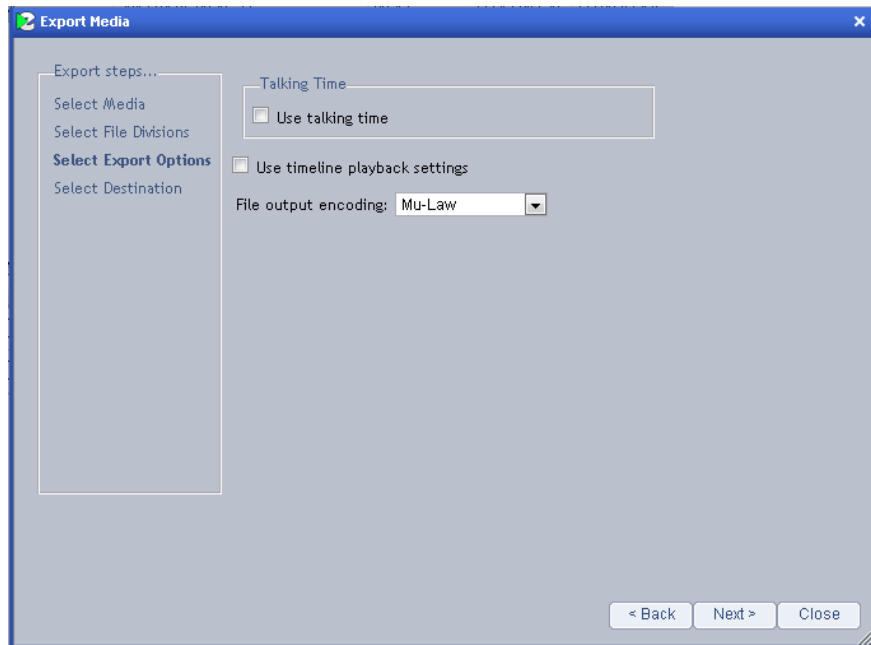 Export Media
Export steps...
Select Media
Select File Divisions
Select Export Options
Select Destination
Talking Time
Use talking time
Use timeline playback settings
File output encoding: Mu-Law
< Back Next > Close